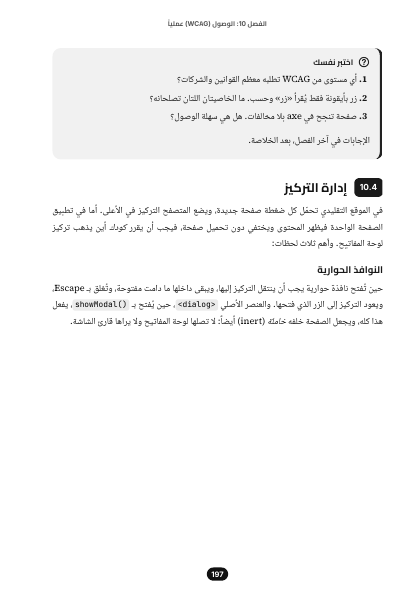 الفصل 10: الوصول (WCAG) عمليًا
اختبر نفسك
1. أي مستوى من WCAG تطلبه معظم القوانين والشركات؟
2. زر بأيقونة فقط يُقرأ «زر» وحسب. ما الخاصيتان اللتان تصلحانه؟
3. صفحة تنجح في axe بلا مخالفات. هل هي سهلة الوصول؟
الإجابات في آخر الفصل، بعد الخلاصة.
10.4 إدارة التركيز
في الموقع التقليدي تحمّل كل ضغطة صفحة جديدة، ويضع المتصفح التركيز في الأعلى. أما في تطبيق
الصفحة الواحدة فيظهر المحتوى ويختفي دون تحميل صفحة، فيجب أن يقرر كودك أين يذهب تركيز
لوحة المفاتيح. وأهم ثلاث لحظات:
النوافذ الحوارية
حين تُفتح نافذة حوارية يجب أن ينتقل التركيز إليها، ويبقى داخلها ما دامت مفتوحة، وتُغلق بـ Escape،
ويعود التركيز إلى الزر الذي فتحها. والعنصر الأصلي <dialog>، حين يُفتح بـ showModal()، يفعل
هذا كله، ويجعل الصفحة خلفه خاملة (inert) أيضًا: لا تصلها لوحة المفاتيح ولا يراها قارئ الشاشة.
197